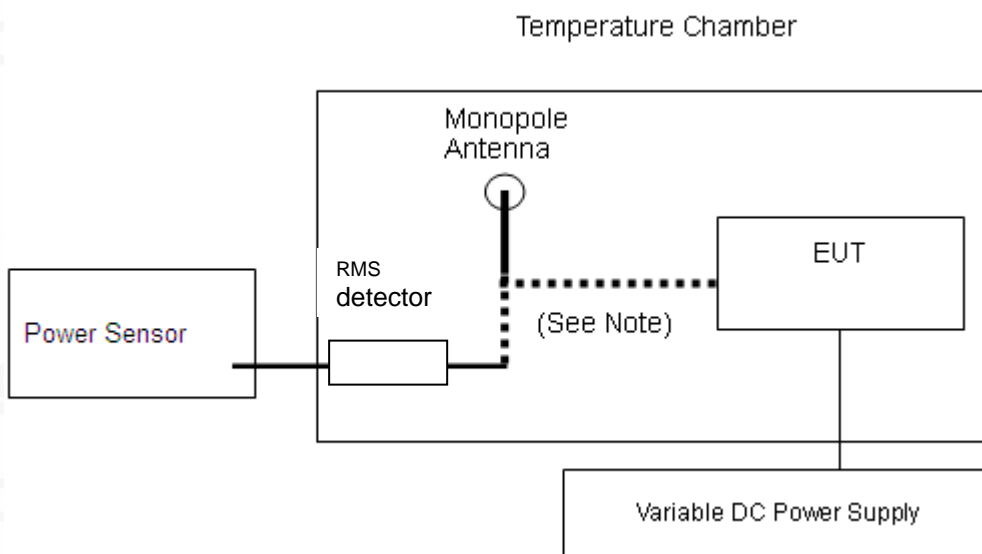 Temperature Chamber
Monopole
Antenna
EUT
RMS
detector
(See Note)
Power Sensor
Variable DC Power Supply